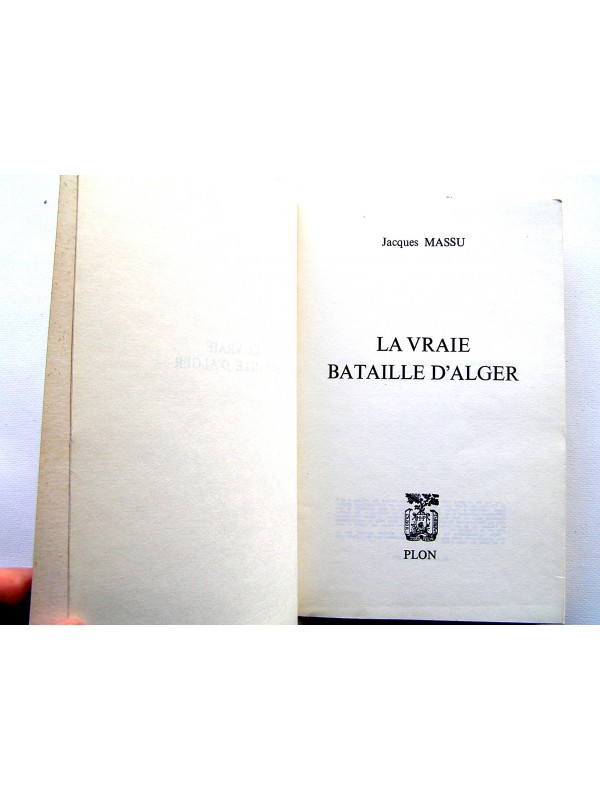 Jacques MASSU
LA VRAIE
BATAILLE D'ALGER
PLON